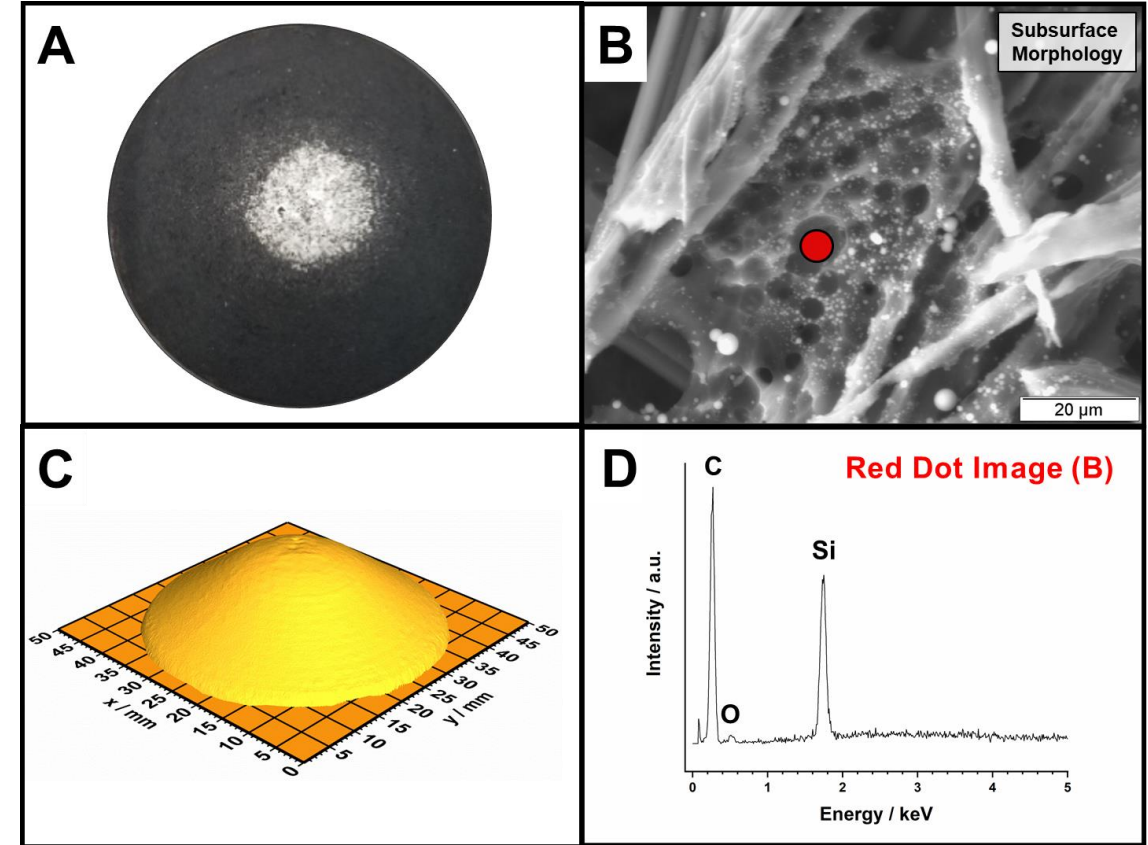 A
B
Subsurface
Morphology
20 µm
C
50
45
40
35
30
25
20
15
10
5
0
x / mm
5
10
15
20
25
30
35
40
45
50
y / mm
D
Red Dot Image (B)
C
O
Si
Intensity / a.u.
0 1 2 3 4 5
Energy / keV